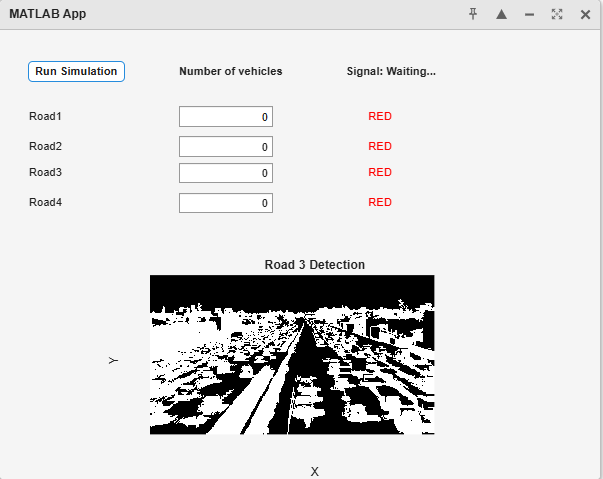 MATLAB App
Run Simulation Number of vehicles Signal: Waiting...
Road1 0 RED
Road2 0 RED
Road3 0 RED
Road4 0 RED
Road 3 Detection
Y
X